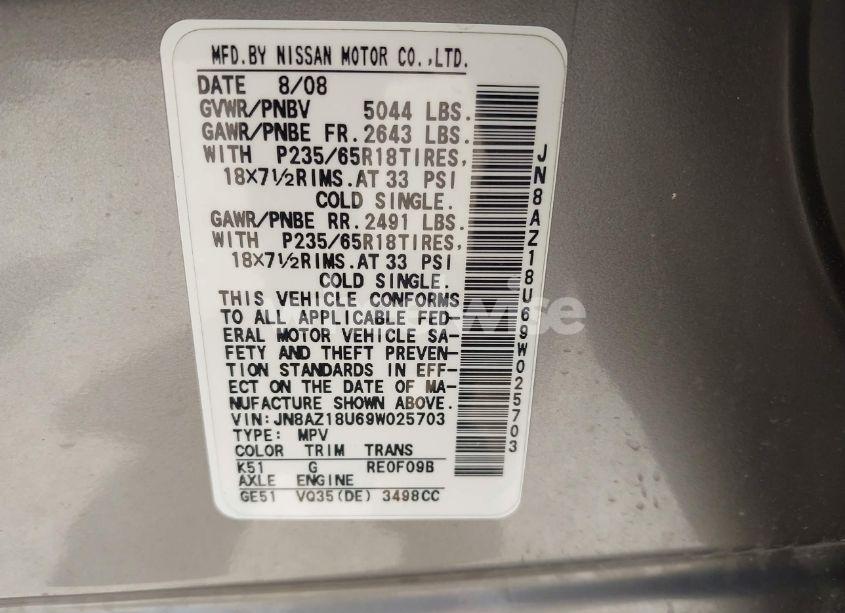 MFD.BY NISSAN MOTOR CO.,LTD.
DATE 8/08
GVWR/PNBV 5044 LBS.
GAWR/PNBE FR.2643 LBS.
WITH P235/65R18TIRES,
18X7½RIMS.AT 33 PSI
COLD SINGLE.
GAWR/PNBE RR.2491 LBS.
WITH P235/65R18TIRES,
18X7½RIMS.AT 33 PSI
COLD SINGLE.
THIS VEHICLE CONFORMS
TO ALL APPLICABLE FED-
ERAL MOTOR VEHICLE SA-
FETY AND THEFT PREVEN-
TION STANDARDS IN EFF-
ECT ON THE DATE OF MA-
NUFACTURE SHOWN ABOVE.
VIN:JN8AZ18U69W025703
TYPE: MPV
COLOR TRIM TRANS
K51 G RE0F09B
AXLE ENGINE
GE51 VQ35(DE) 3498CC
JN8AZ18U69W025703